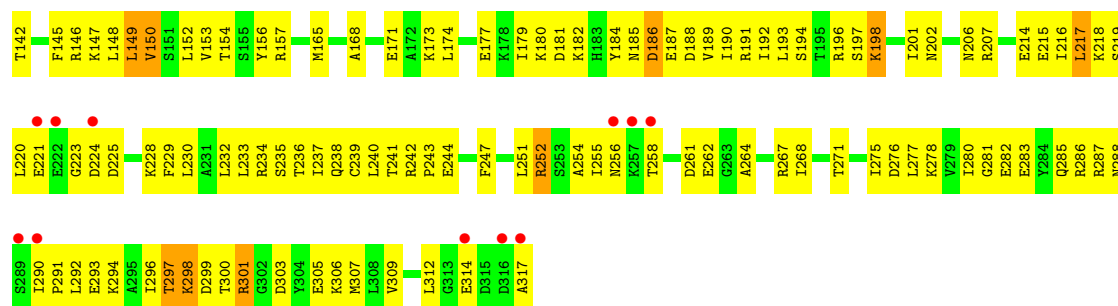 T142 F145 R146 K147 L148 L149 V150 S151 L152 V153 T154 S155 Y156 R157 M165 A168 E171 A172 K173 L174 E177 K178 I179 K180 D181 K182 H183 Y184 N185 D186 E187 D188 V189 I190 R191 I192 L193 S194 T195 R196 S197 K198 I201 N202 N206 R207 E214 E215 I216 L217 K218 S219
L220 E221 E222 G223 D224 D225 K228 F229 L230 A231 L232 L233 R234 S235 T236 I237 Q238 C239 L240 T241 R242 P243 E244 F247 L251 R252 S253 A254 I255 N256 K257 T258 D261 E262 G263 A264 R267 I268 T271 I275 D276 L277 K278 V279 I280 G281 E282 E283 Y284 Q285 R286 R287 N288
S289 I290 P291 L292 E293 K294 A295 I296 T297 K298 D299 T300 R301 G302 D303 Y304 E305 K306 M307 L308 V309 L312 G313 E314 D315 D316 A317